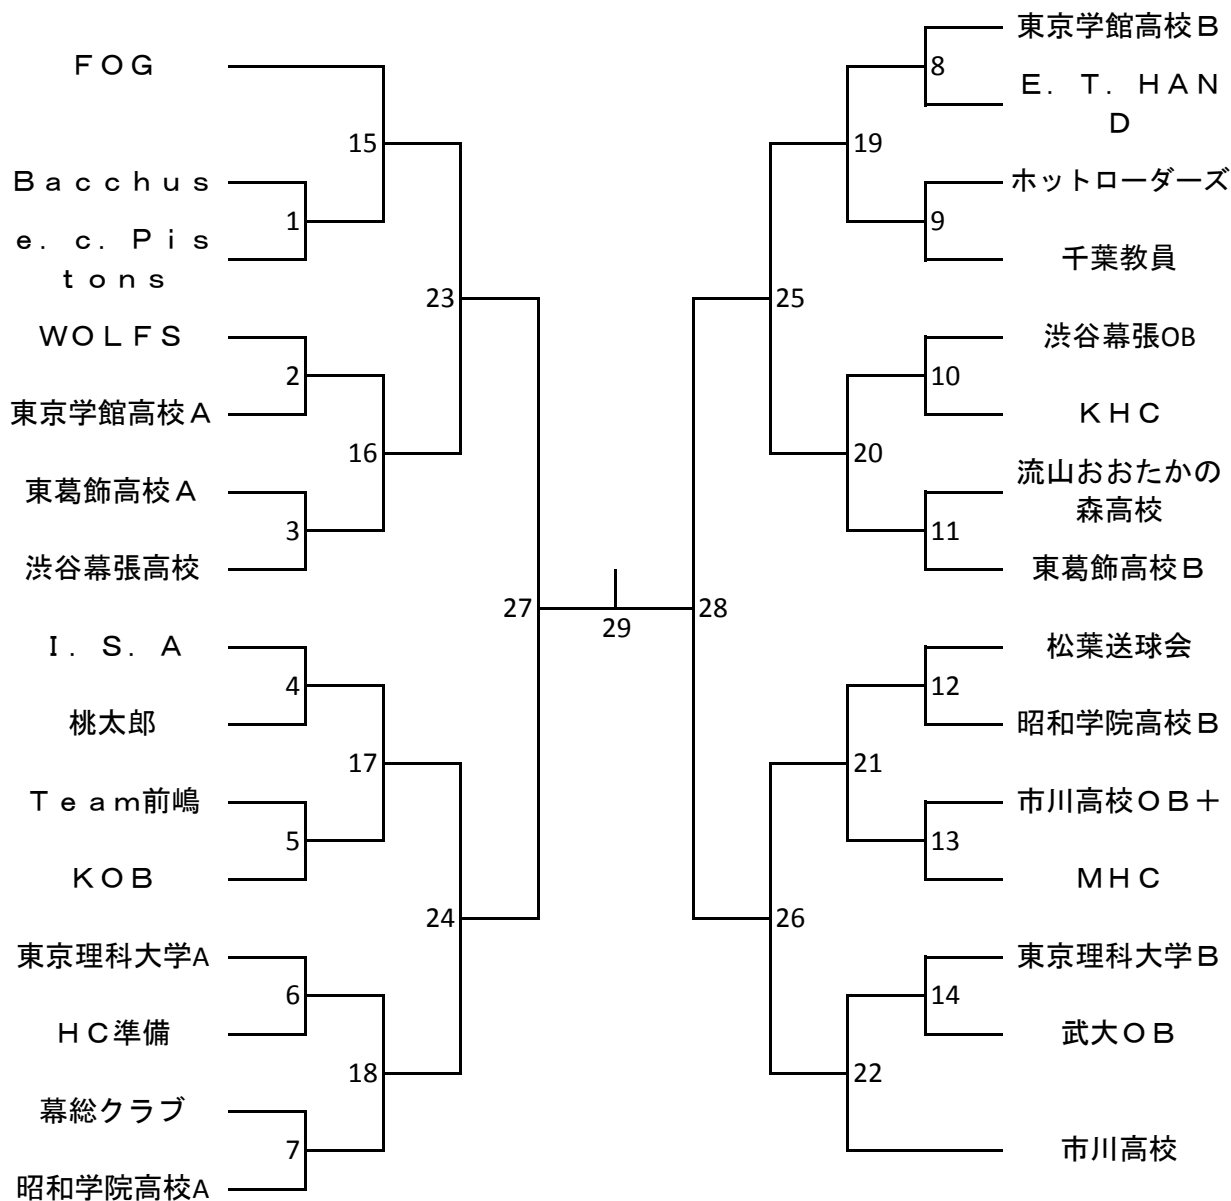 ＦＯＧ
15
Ｂａｃｃｈｕｓ
1
ｅ．ｃ．Ｐｉｓ
ｔｏｎｓ
23
ＷＯＬＦＳ
2
東京学館高校Ａ
16
東葛飾高校Ａ
3
渋谷幕張高校
27
Ｉ．Ｓ．Ａ
4
桃太郎
17
Ｔｅａｍ前嶋
5
ＫＯＢ
24
東京理科大学A
6
ＨＣ準備
18
幕総クラブ
7
昭和学院高校A
29
東京学館高校Ｂ
8
Ｅ．Ｔ．ＨＡＮ
Ｄ
19
ホットローダーズ
9
千葉教員
25
渋谷幕張OB
10
ＫＨＣ
20
流山おおたかの
森高校
11
東葛飾高校Ｂ
28
松葉送球会
12
昭和学院高校Ｂ
21
市川高校ＯＢ＋
13
ＭＨＣ
26
東京理科大学Ｂ
14
武大ＯＢ
22
市川高校